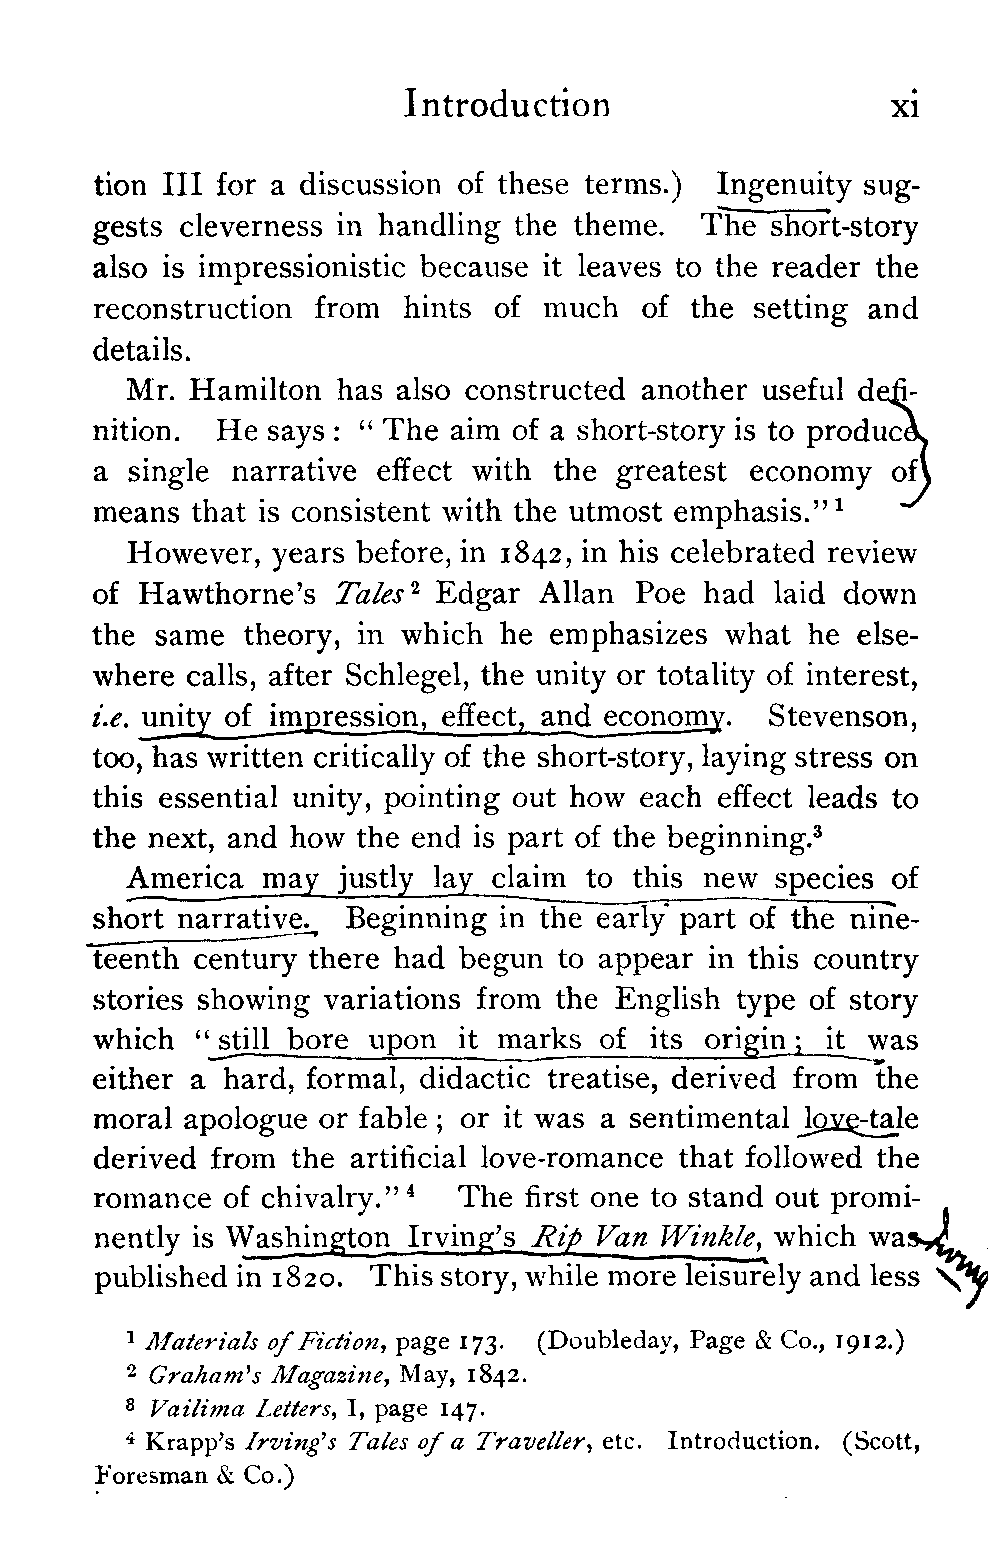 Introduction xi
tion III for a discussion of these terms.) Ingenuity sug-
gests cleverness in handling the theme. The short-story
also is impressionistic because it leaves to the reader the
reconstruction from hints of much of the setting and
details.
Mr. Hamilton has also constructed another useful defi-
nition. He says: "The aim of a short-story is to produce
a single narrative effect with the greatest economy of
means that is consistent with the utmost emphasis." ¹
However, years before, in 1842, in his celebrated review
of Hawthorne's Tales ² Edgar Allan Poe had laid down
the same theory, in which he emphasizes what he else-
where calls, after Schlegel, the unity or totality of interest,
i.e. unity of impression, effect, and economy. Stevenson,
too, has written critically of the short-story, laying stress on
this essential unity, pointing out how each effect leads to
the next, and how the end is part of the beginning.³
America may justly lay claim to this new species of
short narrative. Beginning in the early part of the nine-
teenth century there had begun to appear in this country
stories showing variations from the English type of story
which "still bore upon it marks of its origin; it was
either a hard, formal, didactic treatise, derived from the
moral apologue or fable; or it was a sentimental love-tale
derived from the artificial love-romance that followed the
romance of chivalry." ⁴ The first one to stand out promi-
nently is Washington Irving's Rip Van Winkle, which was
published in 1820. This story, while more leisurely and less
¹ Materials of Fiction, page 173. (Doubleday, Page & Co., 1912.)
² Graham's Magazine, May, 1842.
³ Vailima Letters, I, page 147.
⁴ Krapp's Irving's Tales of a Traveller, etc. Introduction. (Scott,
Foresman & Co.)